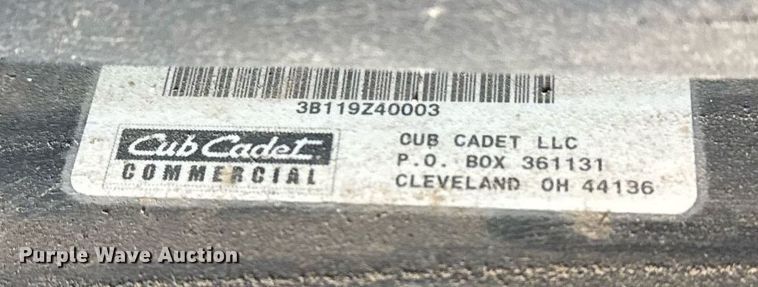 3B119Z40003
Cub Cadet
COMMERCIAL
CUB CADET LLC
P.O. BOX 361131
CLEVELAND OH 44136
Purple Wave Auction